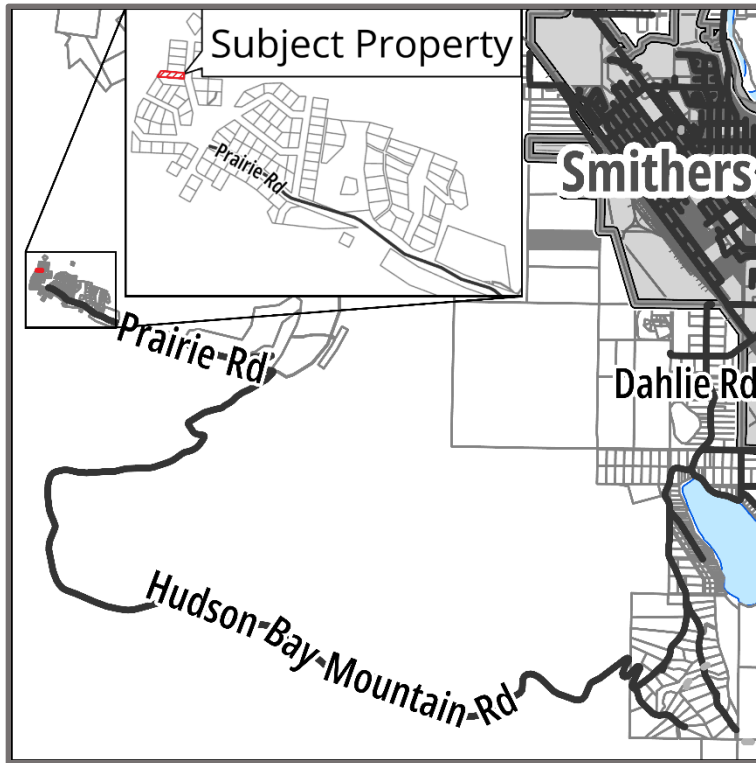 Subject Property
Prairie Rd
Smithers
Prairie Rd
Dahlie Rd
Hudson Bay Mountain Rd